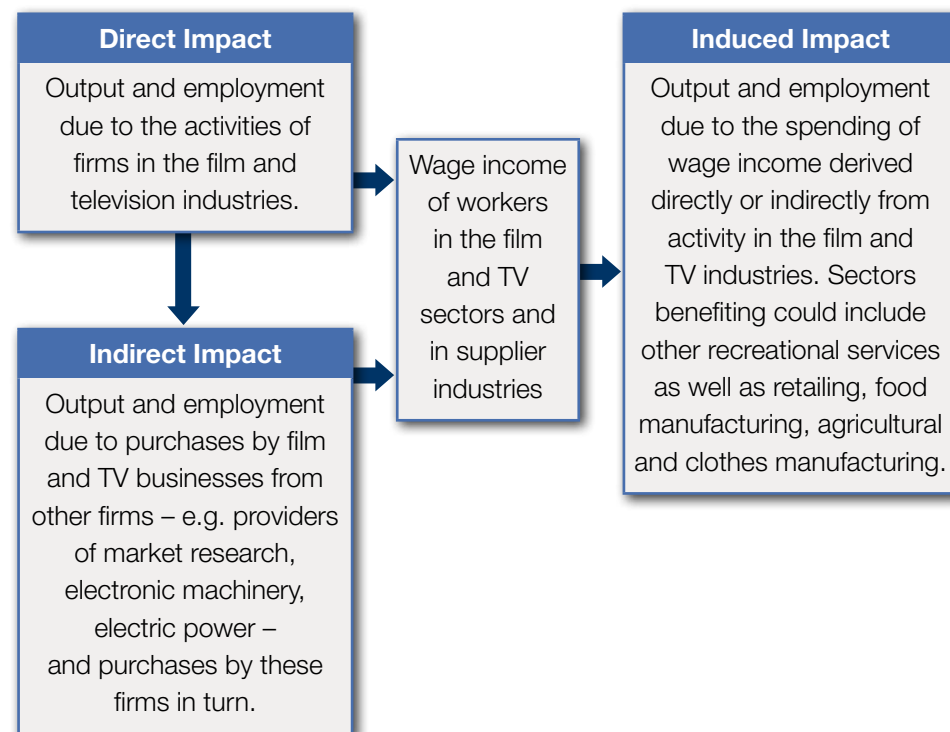 Direct Impact
Output and employment
due to the activities of
firms in the film and
television industries.
Indirect Impact
Output and employment
due to purchases by film
and TV businesses from
other firms – e.g. providers
of market research,
electronic machinery,
electric power –
and purchases by these
firms in turn.
Wage income
of workers
in the film
and TV
sectors and
in supplier
industries
Induced Impact
Output and employment
due to the spending of
wage income derived
directly or indirectly from
activity in the film and
TV industries. Sectors
benefiting could include
other recreational services
as well as retailing, food
manufacturing, agricultural
and clothes manufacturing.